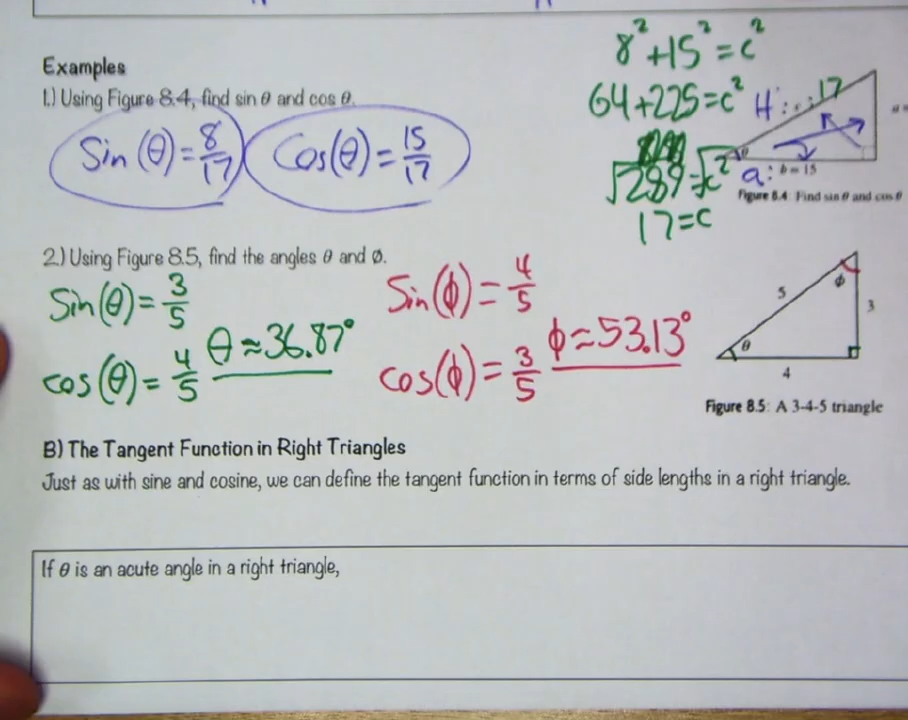 Examples
1.) Using Figure 8.4, find sin θ and cos θ.
Sin (θ) = 8/17 Cos(θ) = 15/17
8² + 15² = c²
64 + 225 = c²
√289 = √c²
17 = c
H: 17
θ
a: b = 15
Figure 8.4: Find sin θ and cos θ
2.) Using Figure 8.5, find the angles θ and ø.
Sin(θ) = 3/5
cos(θ) = 4/5
θ ≈ 36.87°
Sin(ϕ) = 4/5
cos(ϕ) = 3/5
ϕ ≈ 53.13°
ϕ
5
3
θ
4
Figure 8.5: A 3-4-5 triangle
B) The Tangent Function in Right Triangles
Just as with sine and cosine, we can define the tangent function in terms of side lengths in a right triangle.
If θ is an acute angle in a right triangle,